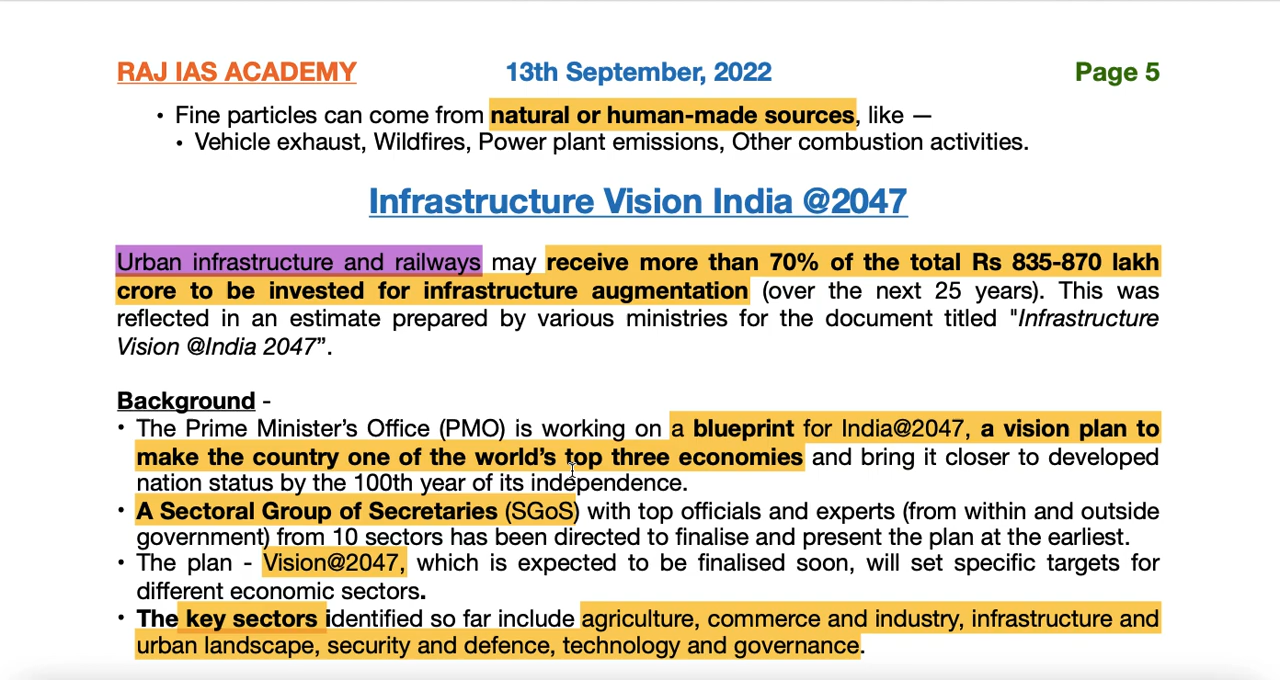 RAJ IAS ACADEMY 13th September, 2022 Page 5
• Fine particles can come from natural or human-made sources, like —
• Vehicle exhaust, Wildfires, Power plant emissions, Other combustion activities.
Infrastructure Vision India @2047
Urban infrastructure and railways may receive more than 70% of the total Rs 835-870 lakh
crore to be invested for infrastructure augmentation (over the next 25 years). This was
reflected in an estimate prepared by various ministries for the document titled "Infrastructure
Vision @India 2047”.
Background -
• The Prime Minister’s Office (PMO) is working on a blueprint for India@2047, a vision plan to
make the country one of the world’s top three economies and bring it closer to developed
nation status by the 100th year of its independence.
• A Sectoral Group of Secretaries (SGoS) with top officials and experts (from within and outside
government) from 10 sectors has been directed to finalise and present the plan at the earliest.
• The plan - Vision@2047, which is expected to be finalised soon, will set specific targets for
different economic sectors.
• The key sectors identified so far include agriculture, commerce and industry, infrastructure and
urban landscape, security and defence, technology and governance.